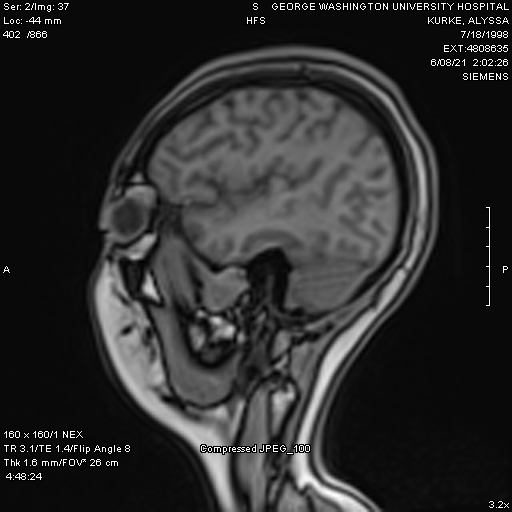 Ser: 2/Img: 37
Loc: -44 mm
402 /866
S GEORGE WASHINGTON UNIVERSITY HOSPITAL
HFS KURKE, ALYSSA
7/18/1998
EXT:4808635
6/08/21 2:02:26
SIEMENS
A
P
160 x 160/1 NEX
TR 3.1/TE 1.4/Flip Angle 8
Thk 1.6 mm/FOV* 26 cm
4:48:24
Compressed JPEG_100
3.2x